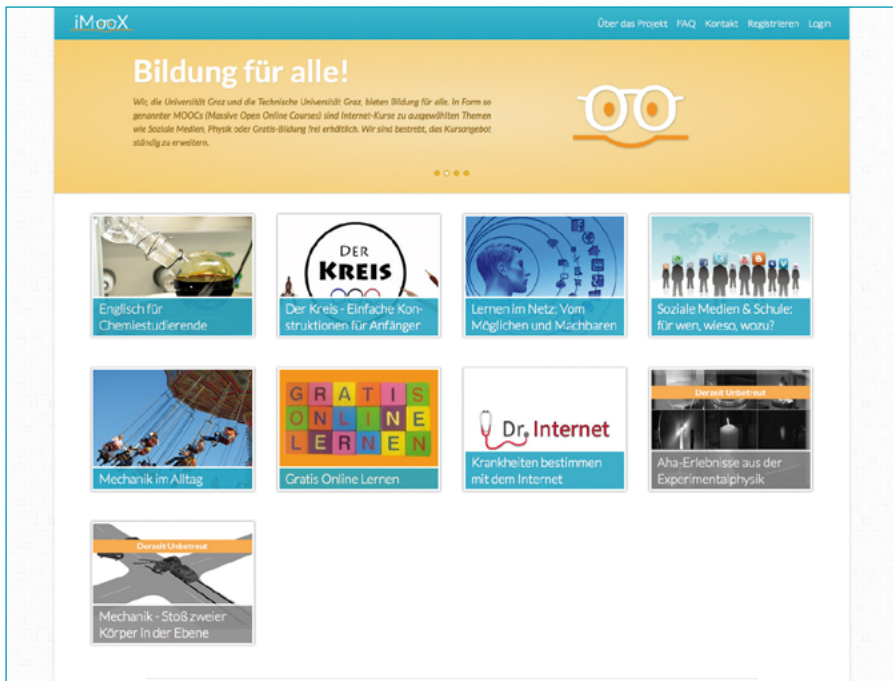 iMooX
Über das Projekt FAQ Kontakt Registrieren Login
Bildung für alle!
Wir, die Universität Graz und die Technische Universität Graz, bieten Bildung für alle. In Form so
genannter MOOCs (Massive Open Online Courses) sind Internet-Kurse zu ausgewählten Themen
wie Soziale Medien, Physik oder Gratis-Bildung frei erhältlich. Wir sind bestrebt, das Kursangebot
ständig zu erweitern.
DER
KREIS
Englisch für
Chemiestudierende
Der Kreis - Einfache Kon-
struktionen für Anfänger
Lernen im Netz: Vom
Möglichen und Machbaren
Soziale Medien & Schule:
für wen, wieso, wozu?
Mechanik im Alltag
GRATIS
ONLINE
LERNEN
Gratis Online Lernen
Dr. Internet
Krankheiten bestimmen
mit dem Internet
Derzeit Unbetreut
Aha-Erlebnisse aus der
Experimentalphysik
Derzeit Unbetreut
Mechanik - Stoß zweier
Körper in der Ebene